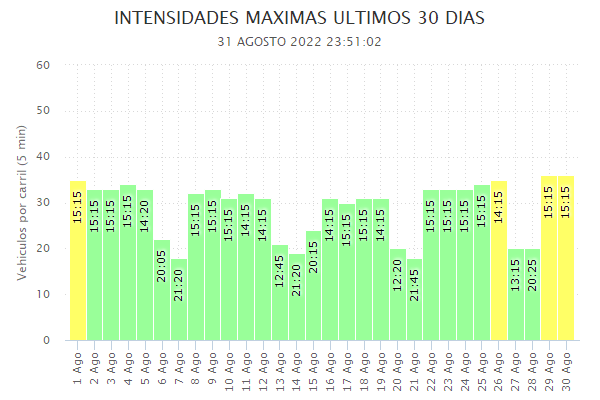 INTENSIDADES MAXIMAS ULTIMOS 30 DIAS
31 AGOSTO 2022 23:51:02
Vehiculos por carril (5 min)
60
50
40
30
20
10
0
15:15
15:15
15:15
15:15
14:20
20:05
21:20
15:15
15:15
15:15
14:15
14:15
12:45
19:20
20:15
14:15
15:15
15:15
14:15
12:20
21:45
15:15
15:15
15:15
15:15
14:15
13:15
20:25
15:15
15:15
1 Ago
2 Ago
3 Ago
4 Ago
5 Ago
6 Ago
7 Ago
8 Ago
9 Ago
10 Ago
11 Ago
12 Ago
13 Ago
14 Ago
15 Ago
16 Ago
17 Ago
18 Ago
19 Ago
20 Ago
21 Ago
22 Ago
23 Ago
24 Ago
25 Ago
26 Ago
27 Ago
28 Ago
29 Ago
30 Ago